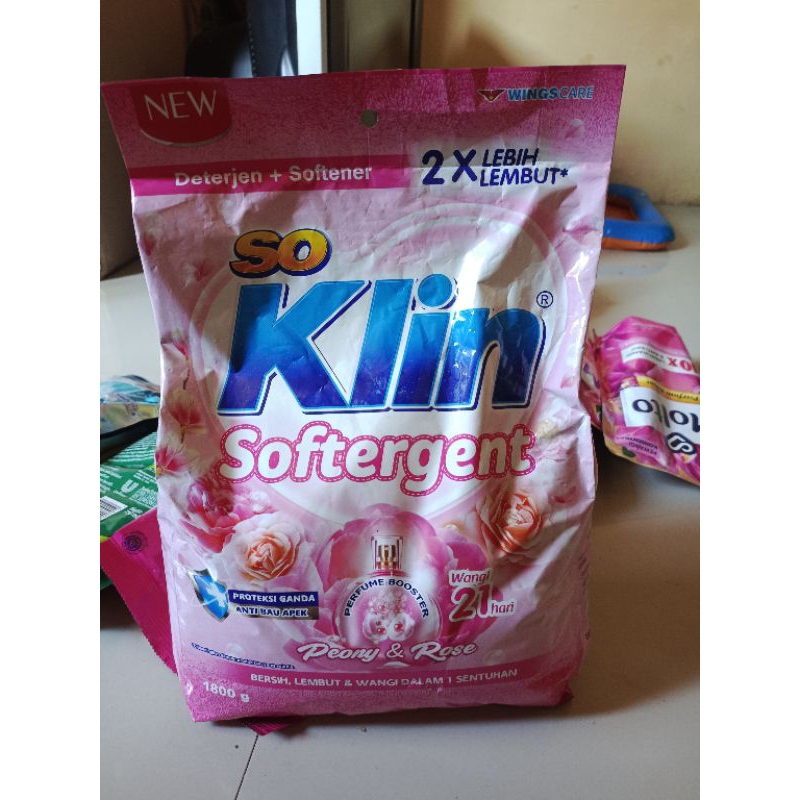 NEW
WINGSCARE
Deterjen + Softener
2X LEBIH
LEMBUT*
SO
Klin®
Softergent
PROTEKSI GANDA
ANTI BAU APEK
PERFUME BOOSTER
Wangi
21 hari
Peony & Rose
BERSIH, LEMBUT & WANGI DALAM 1 SENTUHAN
1800 g
Molto